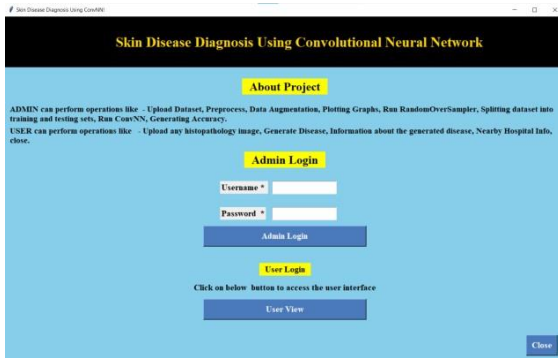 Skin Disease Diagnosis Using ConvNN!
Skin Disease Diagnosis Using Convolutional Neural Network
About Project
ADMIN can perform operations like - Upload Dataset, Preprocess, Data Augmentation, Plotting Graphs, Run RandomOverSampler, Splitting dataset into
training and testing sets, Run ConvNN, Generating Accuracy.
USER can perform operations like - Upload any histopathology image, Generate Disease, Information about the generated disease, Nearby Hospital Info,
close.
Admin Login
Username *
Password *
Admin Login
User Login
Click on below button to access the user interface
User View
Close